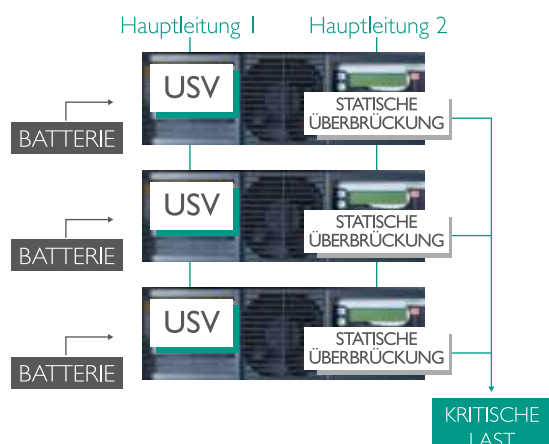 Hauptleitung 1 Hauptleitung 2
USV
STATISCHE
ÜBERBRÜCKUNG
BATTERIE
USV
STATISCHE
ÜBERBRÜCKUNG
BATTERIE
USV
STATISCHE
ÜBERBRÜCKUNG
BATTERIE
KRITISCHE
LAST